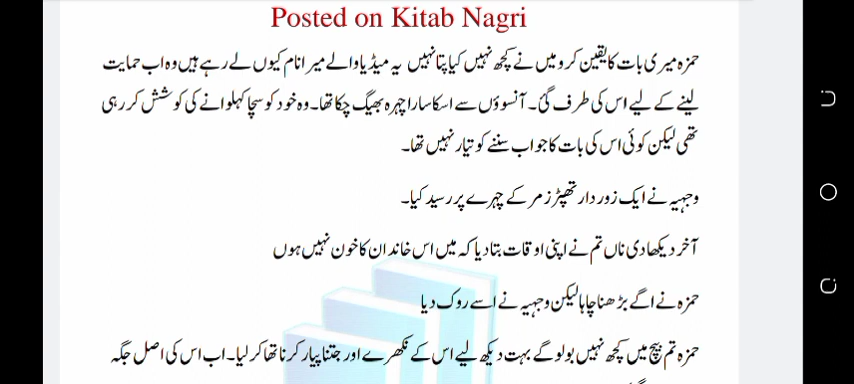 Posted on Kitab Nagri
حمزہ میری بات کا یقین کرو میں نے کچھ نہیں کیا پتا نہیں یہ میڈیا والے میرا نام کیوں لے رہے ہیں وہ اب حمایت
لینے کے لیے اس کی طرف گئی۔ آنسوؤں سے اسکا سارا چہرہ بھیگ چکا تھا۔ وہ خود کو سچا کہلوانے کی کوشش کر رہی
تھی لیکن کوئی اس کی بات کا جواب سننے کو تیار نہیں تھا۔
وجہیہ نے ایک زور دار تھپڑ زمر کے چہرے پر رسید کیا۔
آخر دیکھا دی ناں تم نے اپنی اوقات بتا دیا کہ میں اس خاندان کا خون نہیں ہوں
حمزہ نے اگے بڑھنا چاہا لیکن وجہیہ نے اسے روک دیا
حمزہ تم بیچ میں کچھ نہیں بولو گے بہت دیکھ لیے اس کے نکھرے اور جتنا پیار کرنا تھا کر لیا۔ اب اس کی اصل جگہ